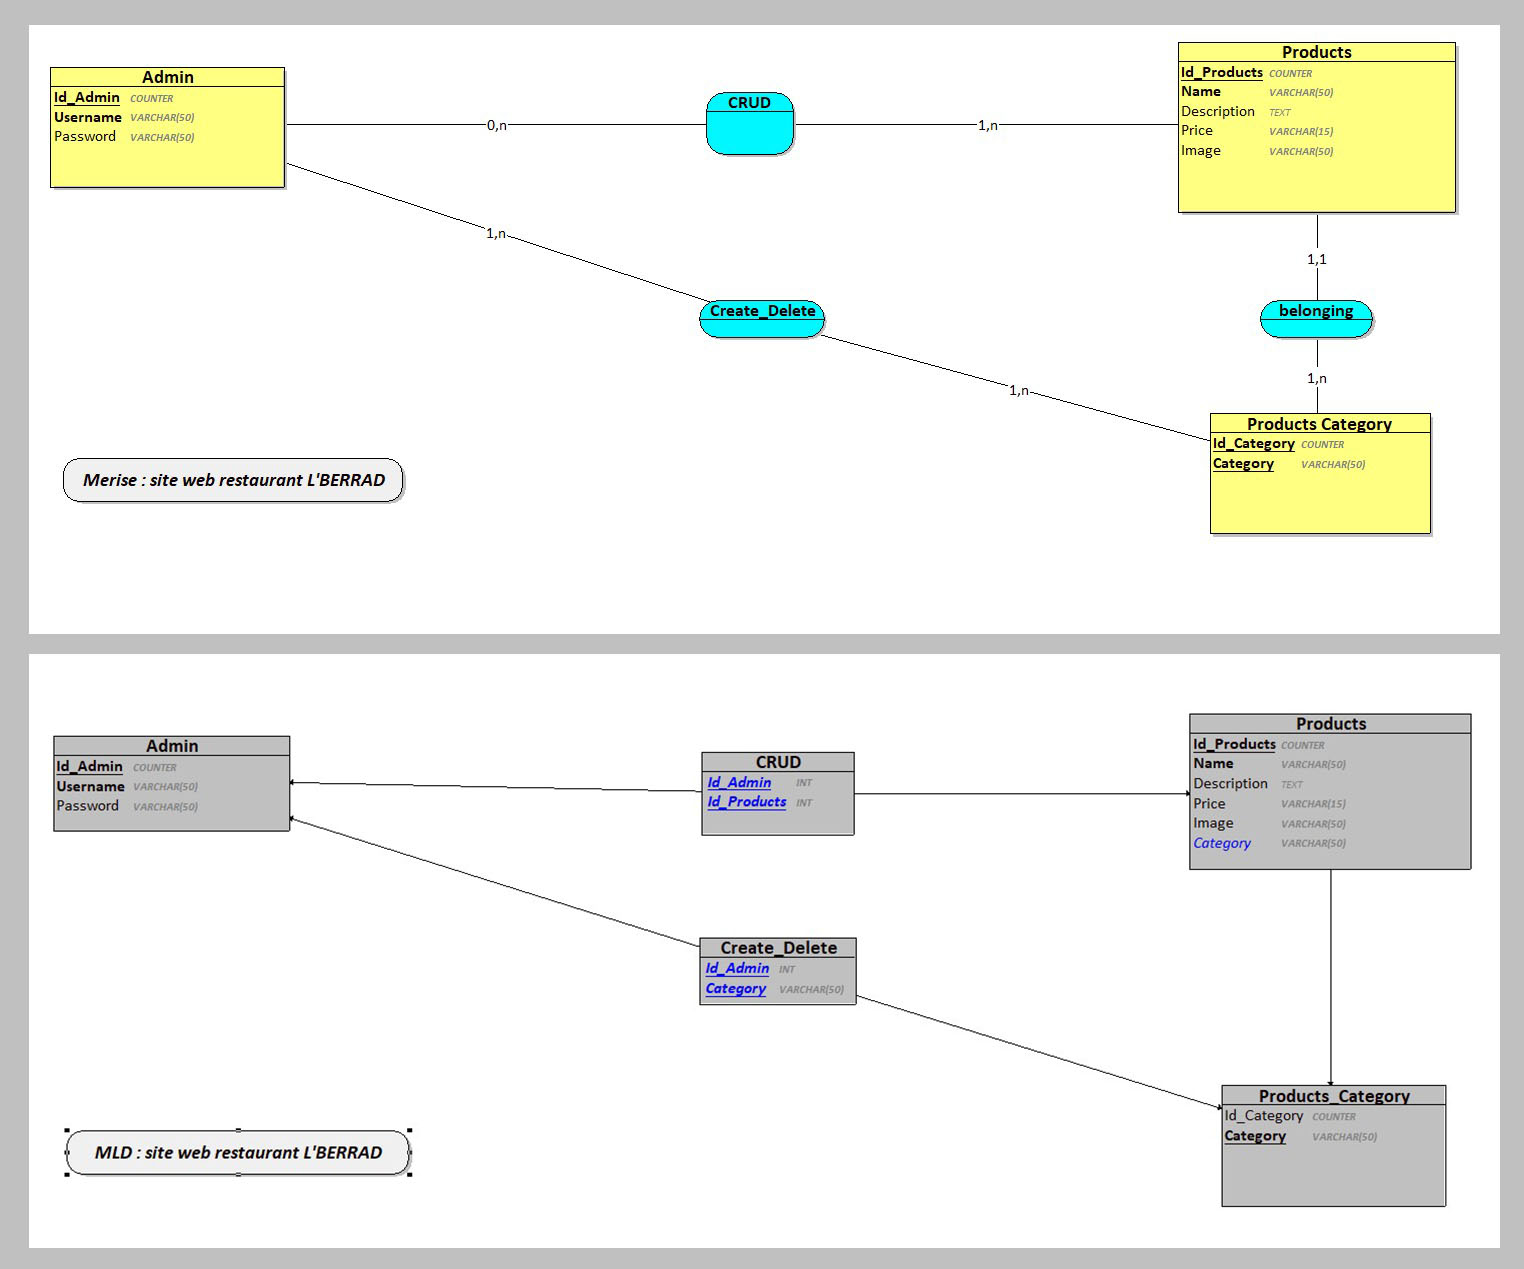 Admin
Id_Admin COUNTER
Username VARCHAR(50)
Password VARCHAR(50)
0,n
CRUD
1,n
Products
Id_Products COUNTER
Name VARCHAR(50)
Description TEXT
Price VARCHAR(15)
Image VARCHAR(50)
1,n
Create_Delete
1,n
1,1
belonging
1,n
Products Category
Id_Category COUNTER
Category VARCHAR(50)
Merise : site web restaurant L'BERRAD
Admin
Id_Admin COUNTER
Username VARCHAR(50)
Password VARCHAR(50)
CRUD
Id_Admin INT
Id_Products INT
Products
Id_Products COUNTER
Name VARCHAR(50)
Description TEXT
Price VARCHAR(15)
Image VARCHAR(50)
Category VARCHAR(50)
Create_Delete
Id_Admin INT
Category VARCHAR(50)
Products_Category
Id_Category COUNTER
Category VARCHAR(50)
MLD : site web restaurant L'BERRAD